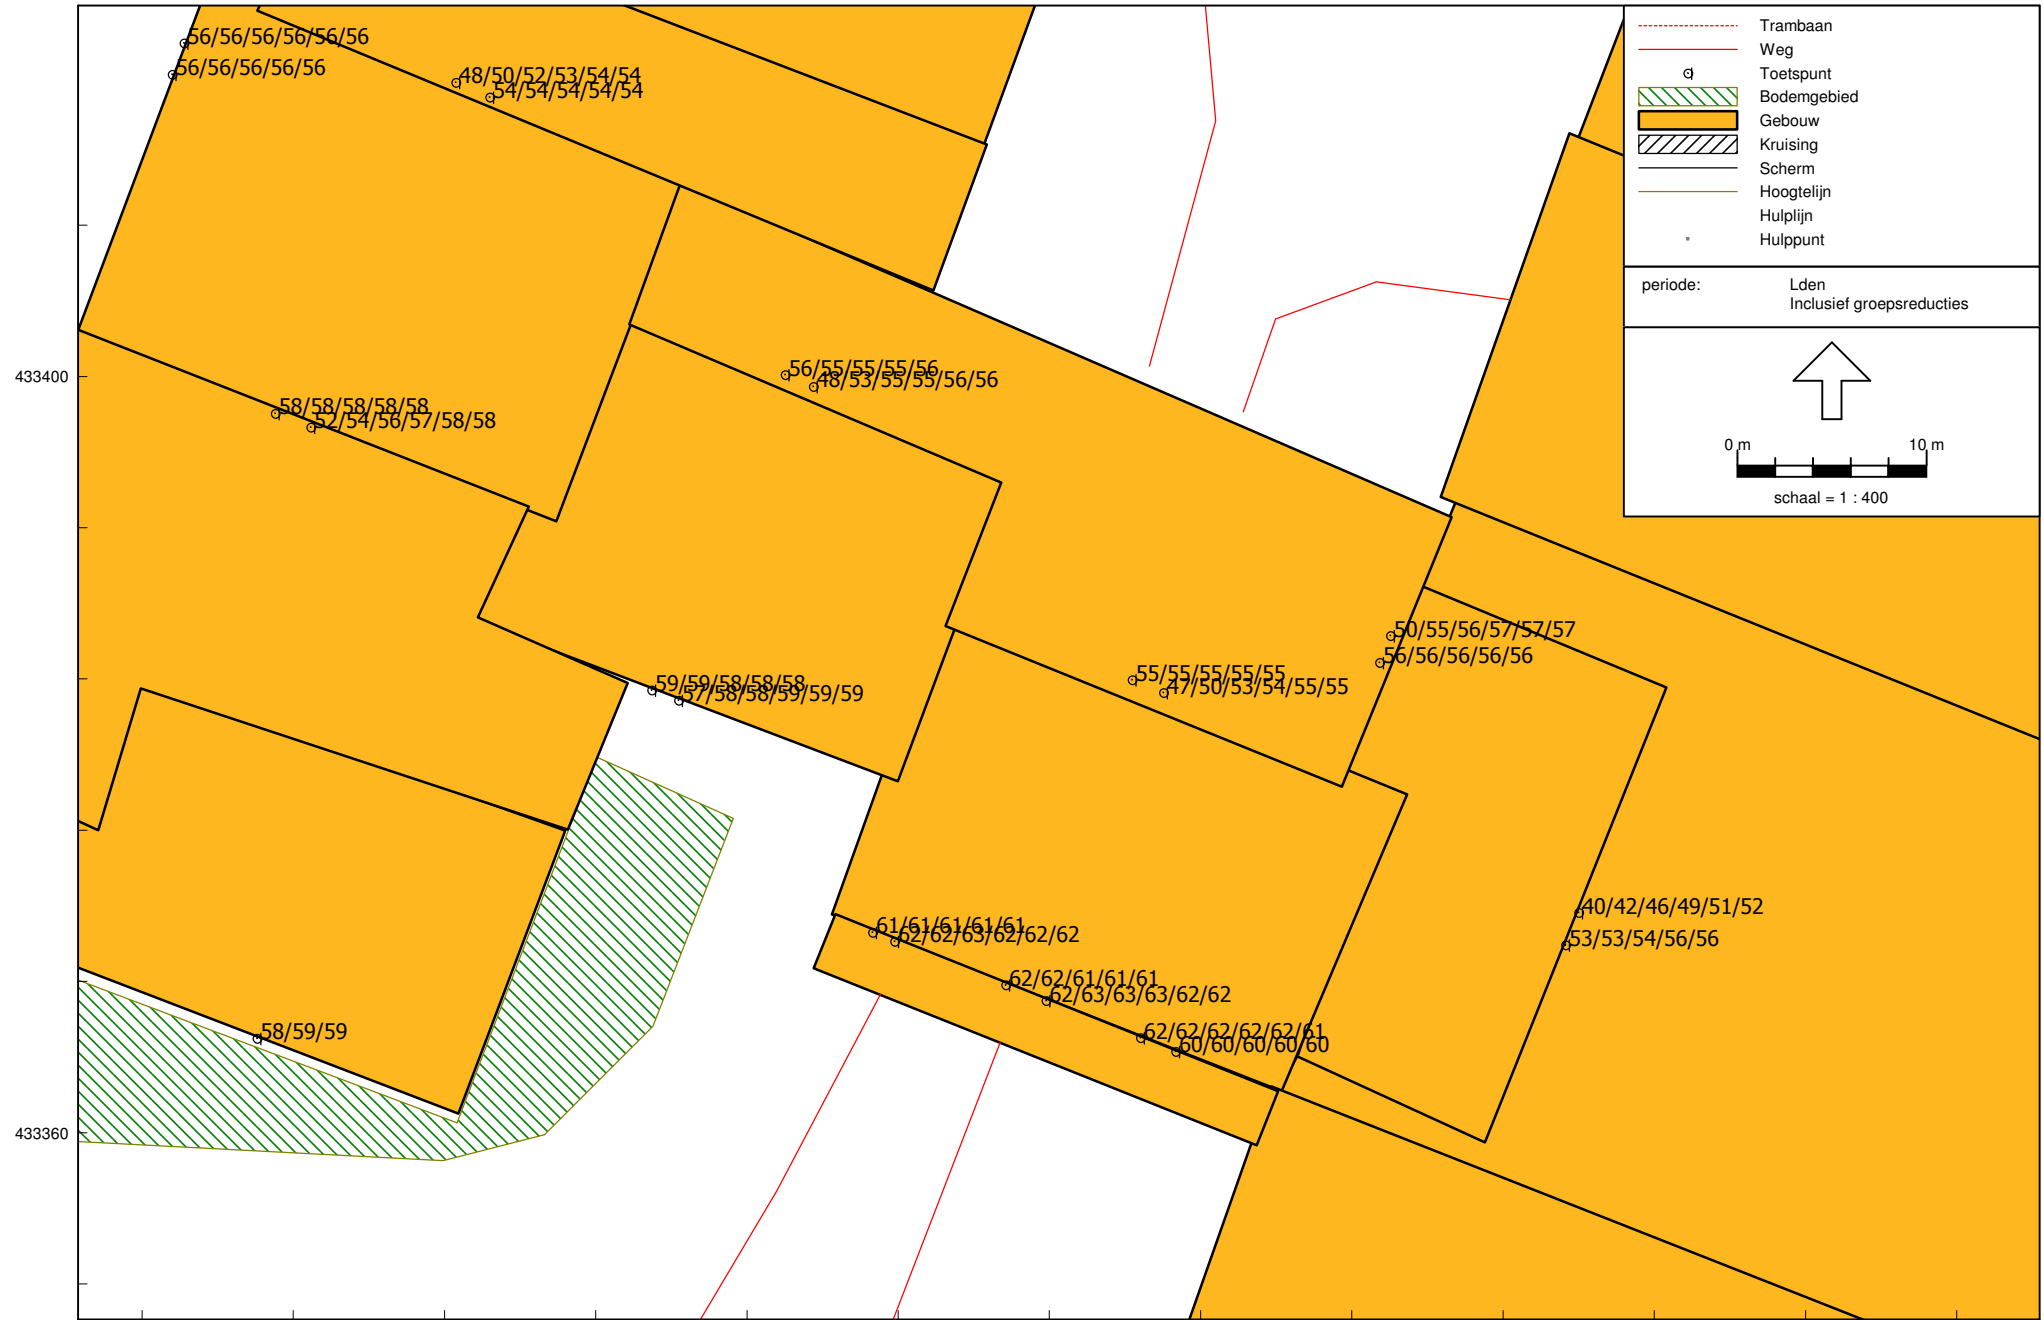 56/56/56/56/56/56
56/56/56/56/56
48/50/52/53/54/54
54/54/54/54/54
Trambaan
Weg
Toetspunt
Bodemgebied
Gebouw
Kruising
Scherm
Hoogtelijn
Hulplijn
Hulppunt
periode: Lden
Inclusief groepsreducties
0 m 10 m
schaal = 1 : 400
433400
56/55/55/55/56
48/53/55/55/56/56
58/58/58/58/58
52/54/56/57/58/58
50/55/56/57/57/57
56/56/56/56/56
59/59/58/58/58
57/58/58/59/59/59
55/55/55/55/55
47/50/53/54/55/55
40/42/46/49/51/52
53/53/54/56/56
61/61/61/61/61
62/62/63/62/62/62
62/62/61/61/61
62/63/63/63/62/62
62/62/62/62/62/61
60/60/60/60/60
58/59/59
433360